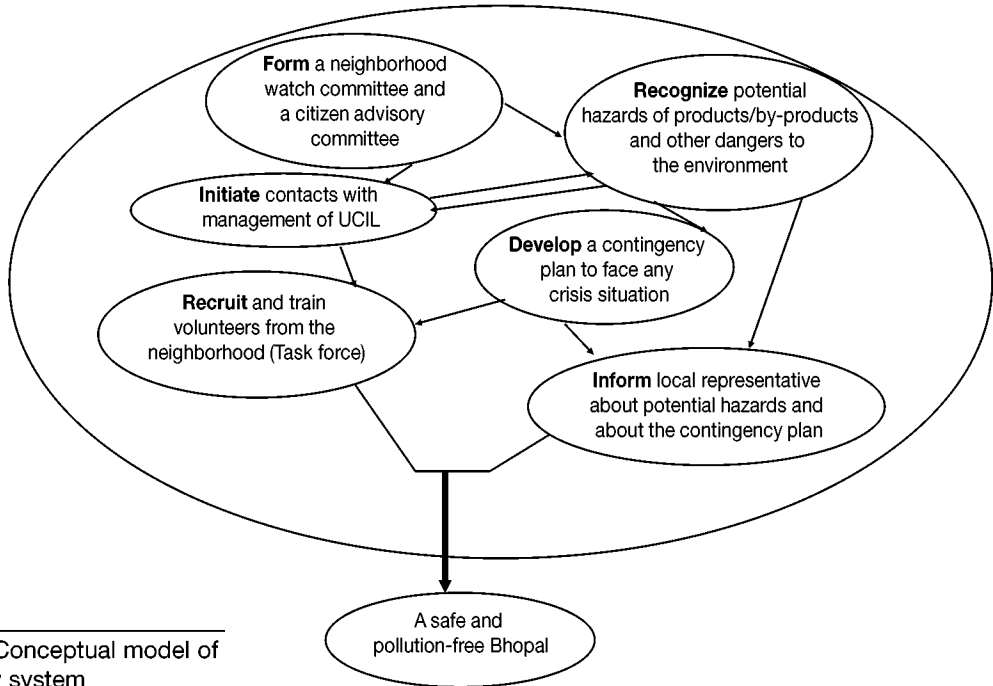 Form a neighborhood
watch committee and
a citizen advisory
committee
Recognize potential
hazards of products/by-products
and other dangers to
the environment
Initiate contacts with
management of UCIL
Develop a contingency
plan to face any
crisis situation
Recruit and train
volunteers from the
neighborhood (Task force)
Inform local representative
about potential hazards and
about the contingency plan
A safe and
pollution-free Bhopal
Conceptual model of
system